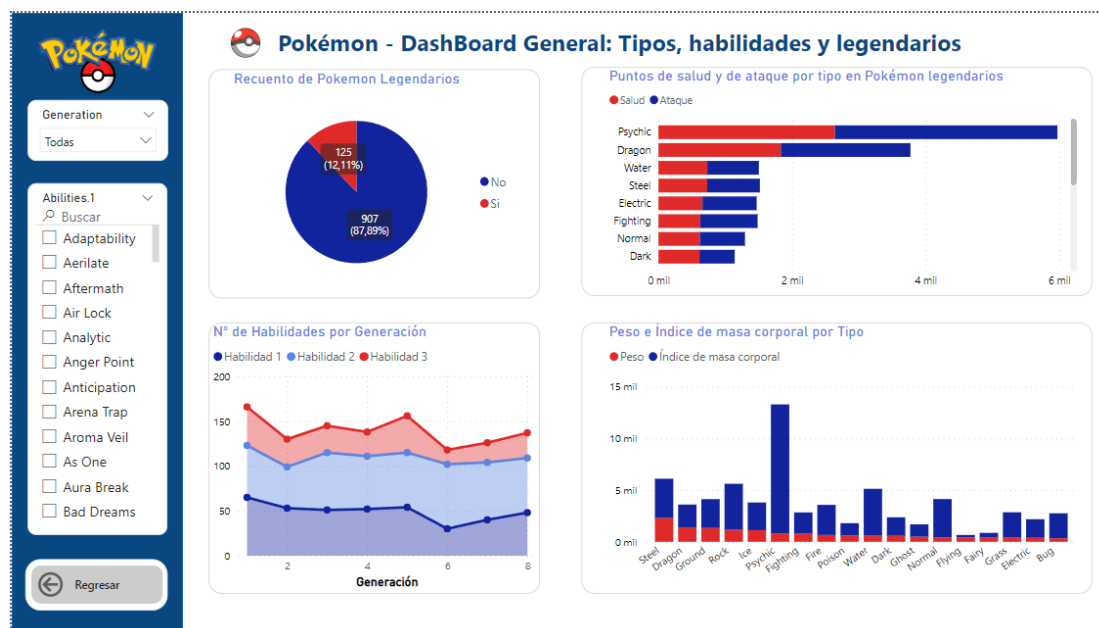 Pokémon
Pokémon - DashBoard General: Tipos, habilidades y legendarios
Generation
Todas
Abilities.1
Buscar
Adaptability
Aerilate
Aftermath
Air Lock
Analytic
Anger Point
Anticipation
Arena Trap
Aroma Veil
As One
Aura Break
Bad Dreams
Regresar
Recuento de Pokemon Legendarios
125
(12,11%)
907
(87,89%)
No
Si
Puntos de salud y de ataque por tipo en Pokémon legendarios
Salud Ataque
Psychic
Dragon
Water
Steel
Electric
Fighting
Normal
Dark
0 mil 2 mil 4 mil 6 mil
N° de Habilidades por Generación
Habilidad 1 Habilidad 2 Habilidad 3
200
150
100
50
0
2 4 6 8
Generación
Peso e Índice de masa corporal por Tipo
Peso Índice de masa corporal
15 mil
10 mil
5 mil
0 mil
Steel Dragon Ground Rock Ice Psychic Fighting Fire Poison Water Dark Ghost Normal Flying Fairy Grass Electric Bug